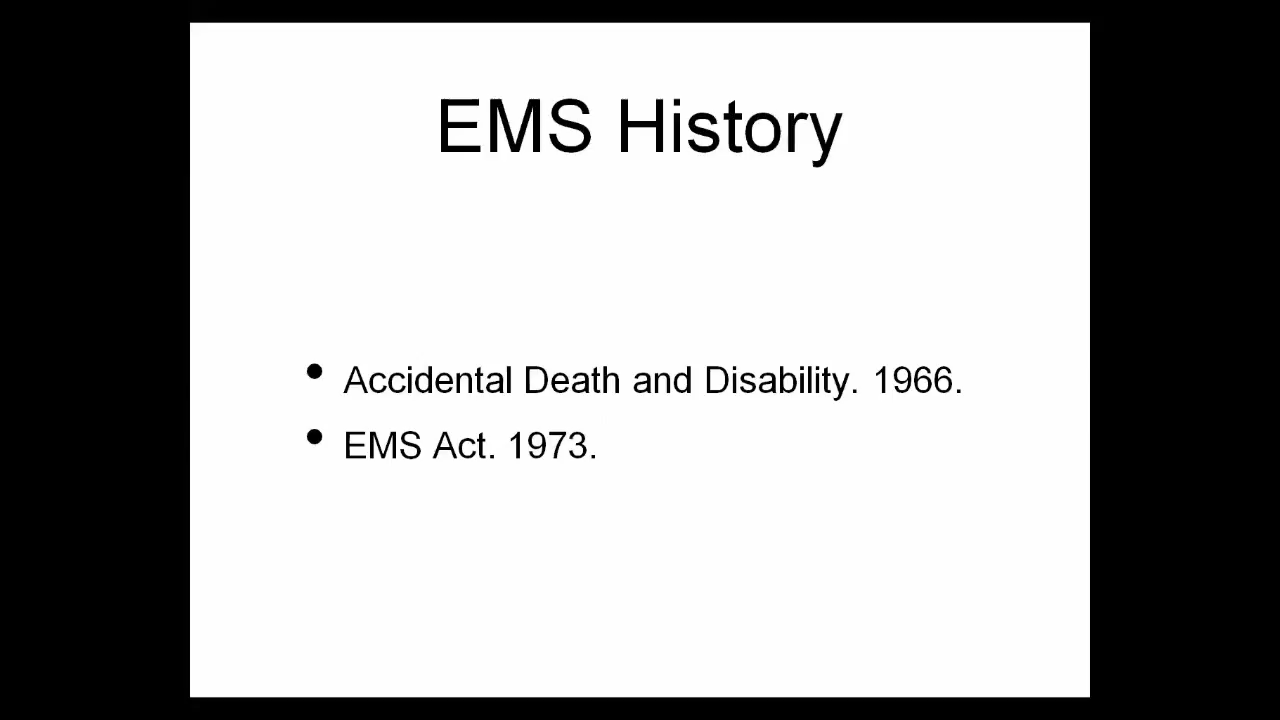 EMS History
• Accidental Death and Disability. 1966.
• EMS Act. 1973.